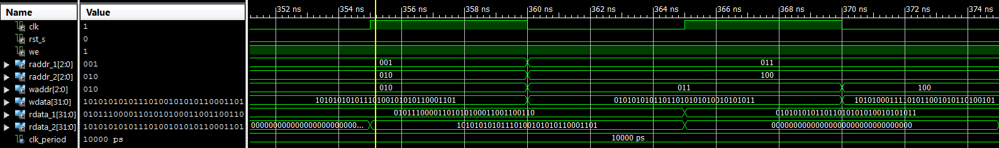 Name Value 352 ns 354 ns 356 ns 358 ns 360 ns 362 ns 364 ns 366 ns 368 ns 370 ns 372 ns 374 ns
clk 1
rst_s 0
we 1
raddr_1[2:0] 001 001 011
raddr_2[2:0] 010 010 100
waddr[2:0] 010 010 011 100
wdata[31:0] 10101010101110100101010110001101 10101010101110100101010110001101 01010101011011010101010010101011 10101000111101011001010110100101
rdata_1[31:0] 01011100001101010100011001100110 01011100001101010100011001100110 01010101011011010101010010101011
rdata_2[31:0] 10101010101110100101010110001101 000000000000000000000000... 10101010101110100101010110001101 00000000000000000000000000000000
clk_period 10000 ps 10000 ps